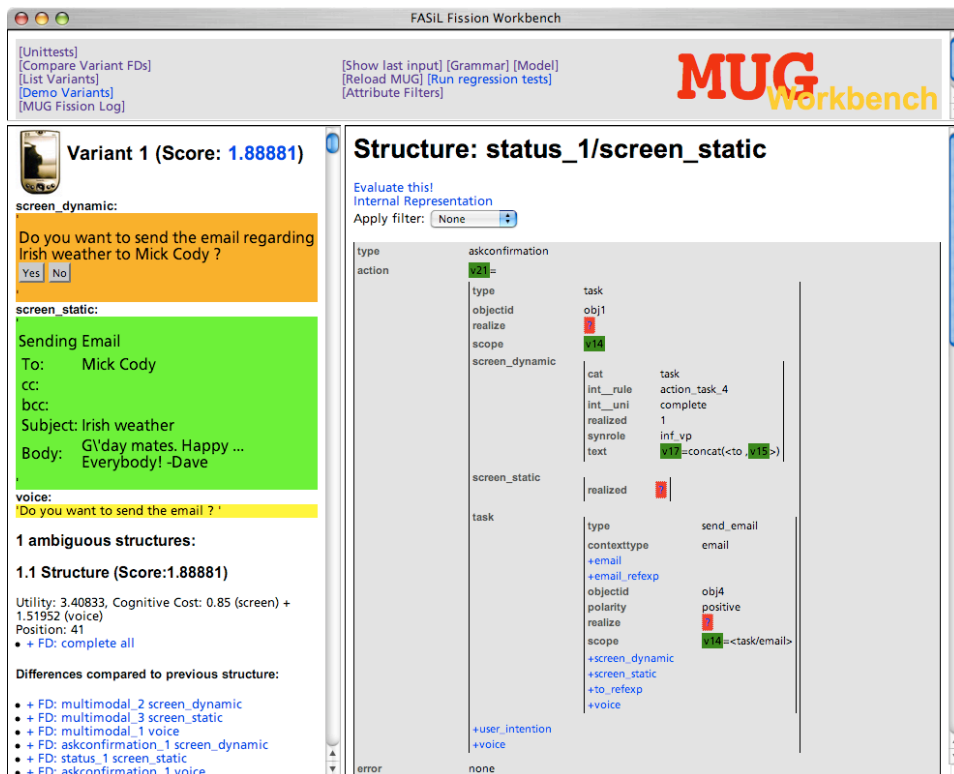 FASiL Fission Workbench
[Unittests]
[Compare Variant FDs]
[List Variants]
[Demo Variants]
[MUG Fission Log]
[Show last input] [Grammar] [Model]
[Reload MUG] [Run regression tests]
[Attribute Filters]
MUG
Workbench
Variant 1 (Score: 1.88881)
screen_dynamic:
'
Do you want to send the email regarding
Irish weather to Mick Cody ?
Yes No
'
screen_static:
'
Sending Email
To: Mick Cody
cc:
bcc:
Subject: Irish weather
Body: G\'day mates. Happy ...
Everybody! -Dave
'
voice:
'Do you want to send the email ? '
1 ambiguous structures:
1.1 Structure (Score:1.88881)
Utility: 3.40833, Cognitive Cost: 0.85 (screen) +
1.51952 (voice)
Position: 41
• + FD: complete all
Differences compared to previous structure:
• + FD: multimodal_2 screen_dynamic
• + FD: multimodal_3 screen_static
• + FD: multimodal_1 voice
• + FD: askconfirmation_1 screen_dynamic
• + FD: status_1 screen_static
• + FD: askconfirmation_1 voice
Structure: status_1/screen_static
Evaluate this!
Internal Representation
Apply filter: None
type askconfirmation
action v21=
type task
objectid obj1
realize ?
scope v14
screen_dynamic
cat task
int__rule action_task_4
int__uni complete
realized 1
synrole inf_vp
text v17=concat(<to ,v15>)
screen_static
realized ?
task
type send_email
contexttype email
+email
+email_refexp
objectid obj4
polarity positive
realize ?
scope v14=<task/email>
+screen_dynamic
+screen_static
+to_refexp
+voice
+user_intention
+voice
error none